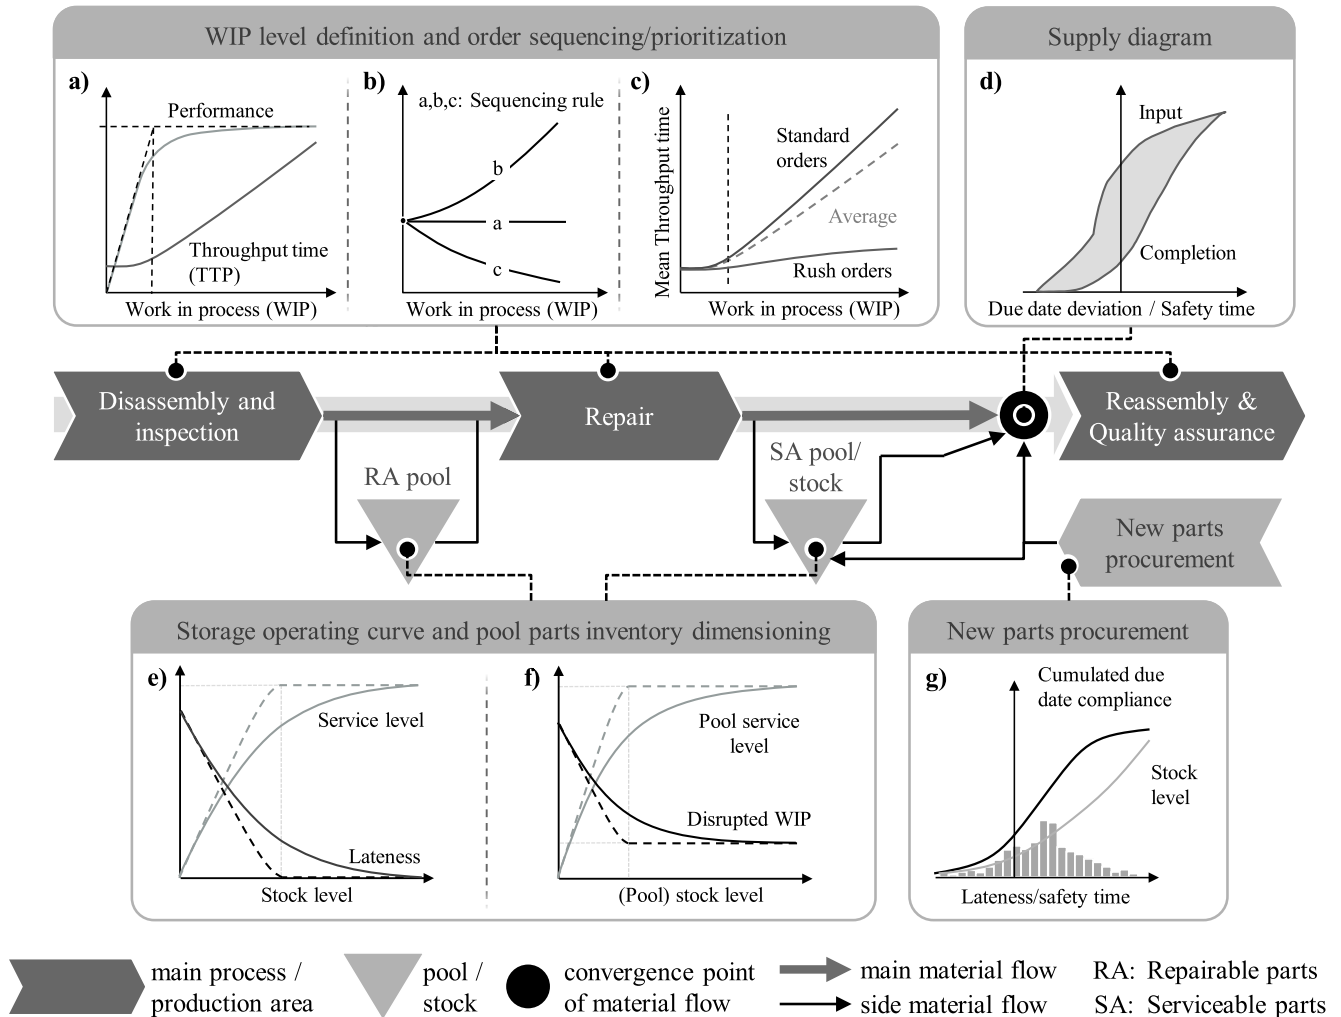 WIP level definition and order sequencing/prioritization
Supply diagram
a)
Performance
Throughput time
(TTP)
Work in process (WIP)
b)
a,b,c: Sequencing rule
b
a
c
Work in process (WIP)
c)
Mean Throughput time
Standard
orders
Average
Rush orders
Work in process (WIP)
d)
Input
Completion
Due date deviation / Safety time
Disassembly and
inspection
Repair
Reassembly &
Quality assurance
RA pool
SA pool/
stock
New parts
procurement
Storage operating curve and pool parts inventory dimensioning
New parts procurement
e)
Service level
Lateness
Stock level
f)
Pool service
level
Disrupted WIP
(Pool) stock level
g)
Cumulated due
date compliance
Stock
level
Lateness/safety time
main process /
production area
pool /
stock
convergence point
of material flow
main material flow
side material flow
RA: Repairable parts
SA: Serviceable parts